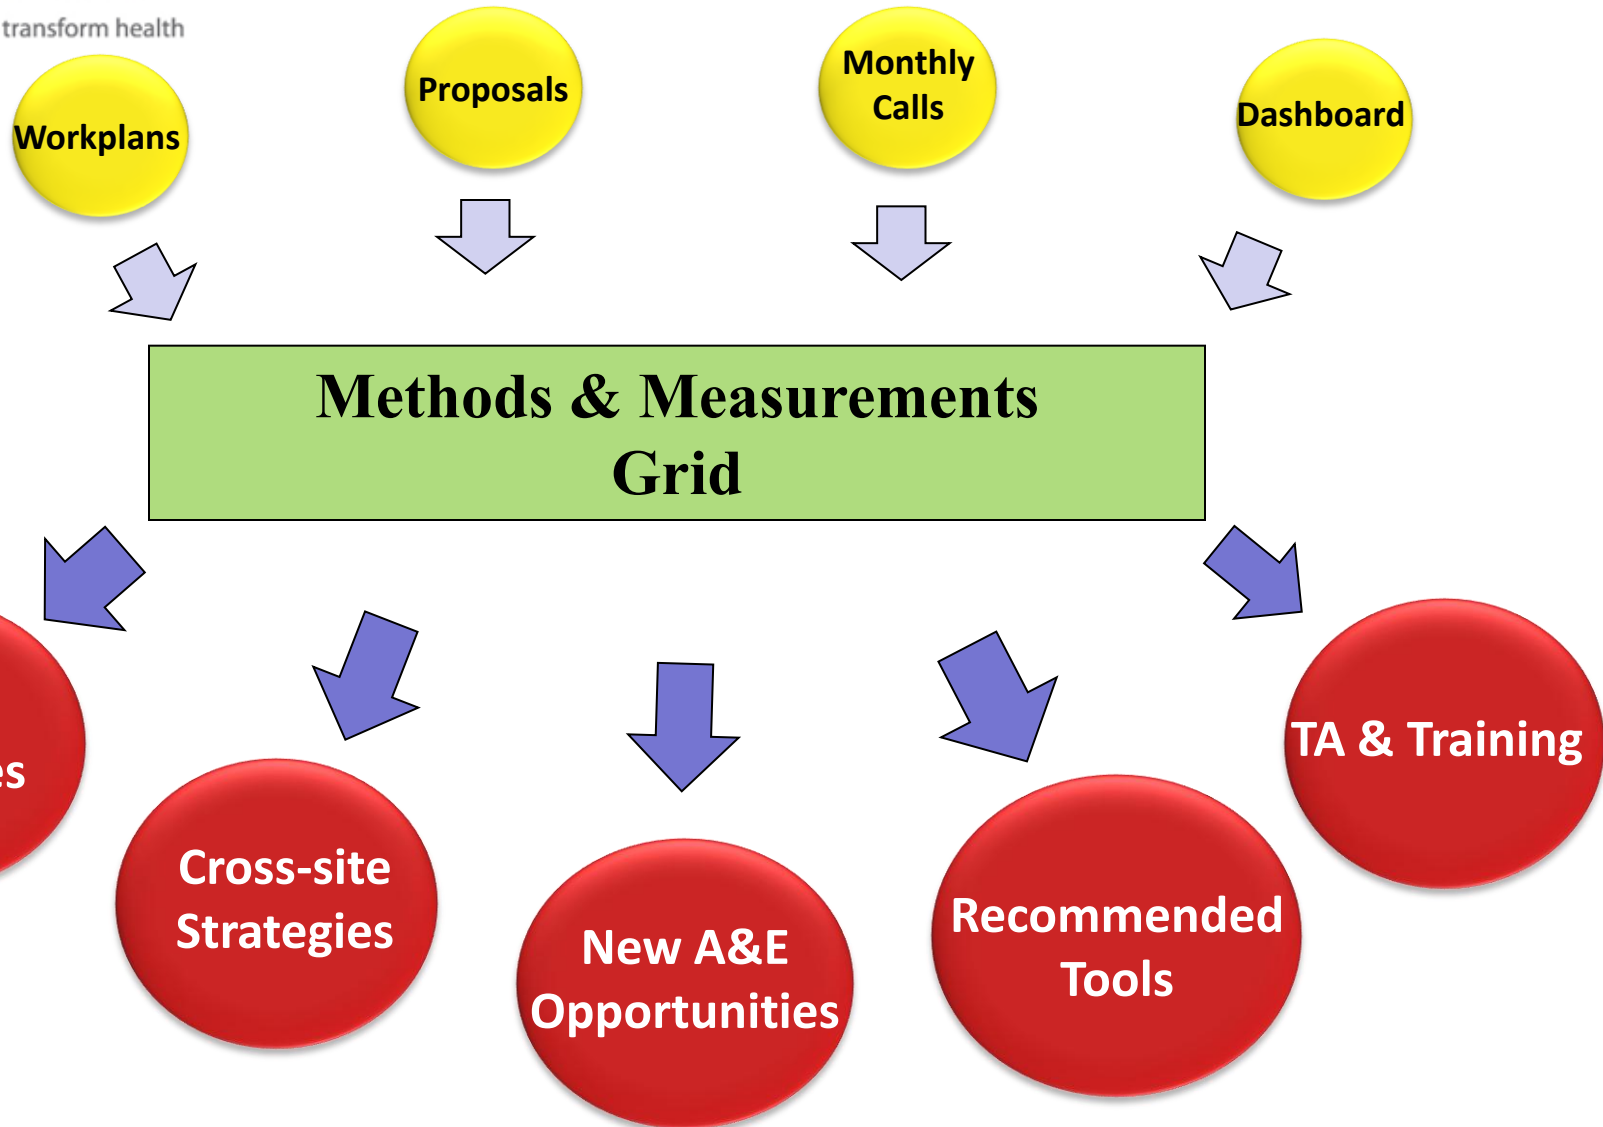 transform health
Workplans
Proposals
Monthly
Calls
Dashboard
Methods & Measurements
Grid
TA & Training
Cross-site
Strategies
New A&E
Opportunities
Recommended
Tools